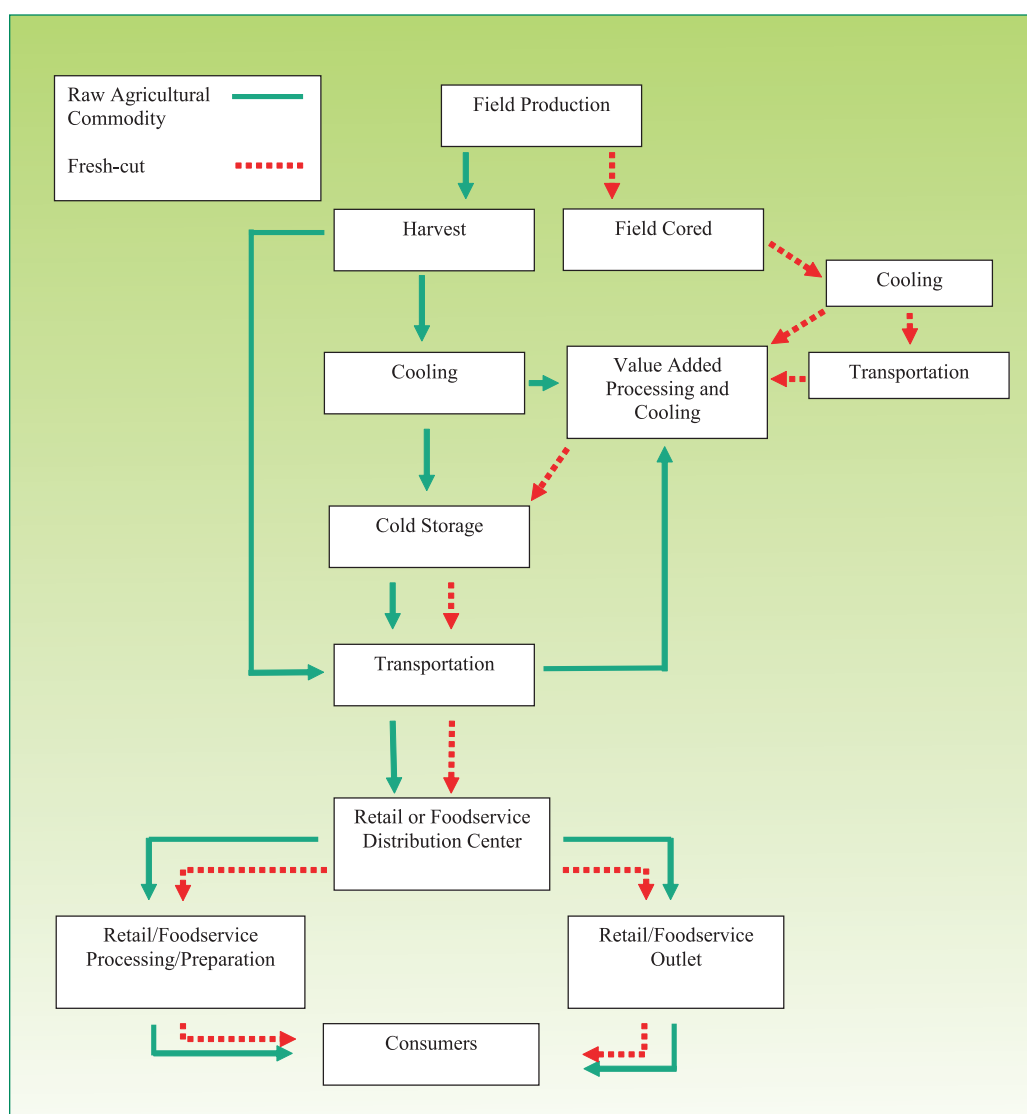 Raw Agricultural
Commodity
Fresh-cut
Field Production
Harvest
Field Cored
Cooling
Cooling
Value Added
Processing and
Cooling
Transportation
Cold Storage
Transportation
Retail or Foodservice
Distribution Center
Retail/Foodservice
Processing/Preparation
Retail/Foodservice
Outlet
Consumers